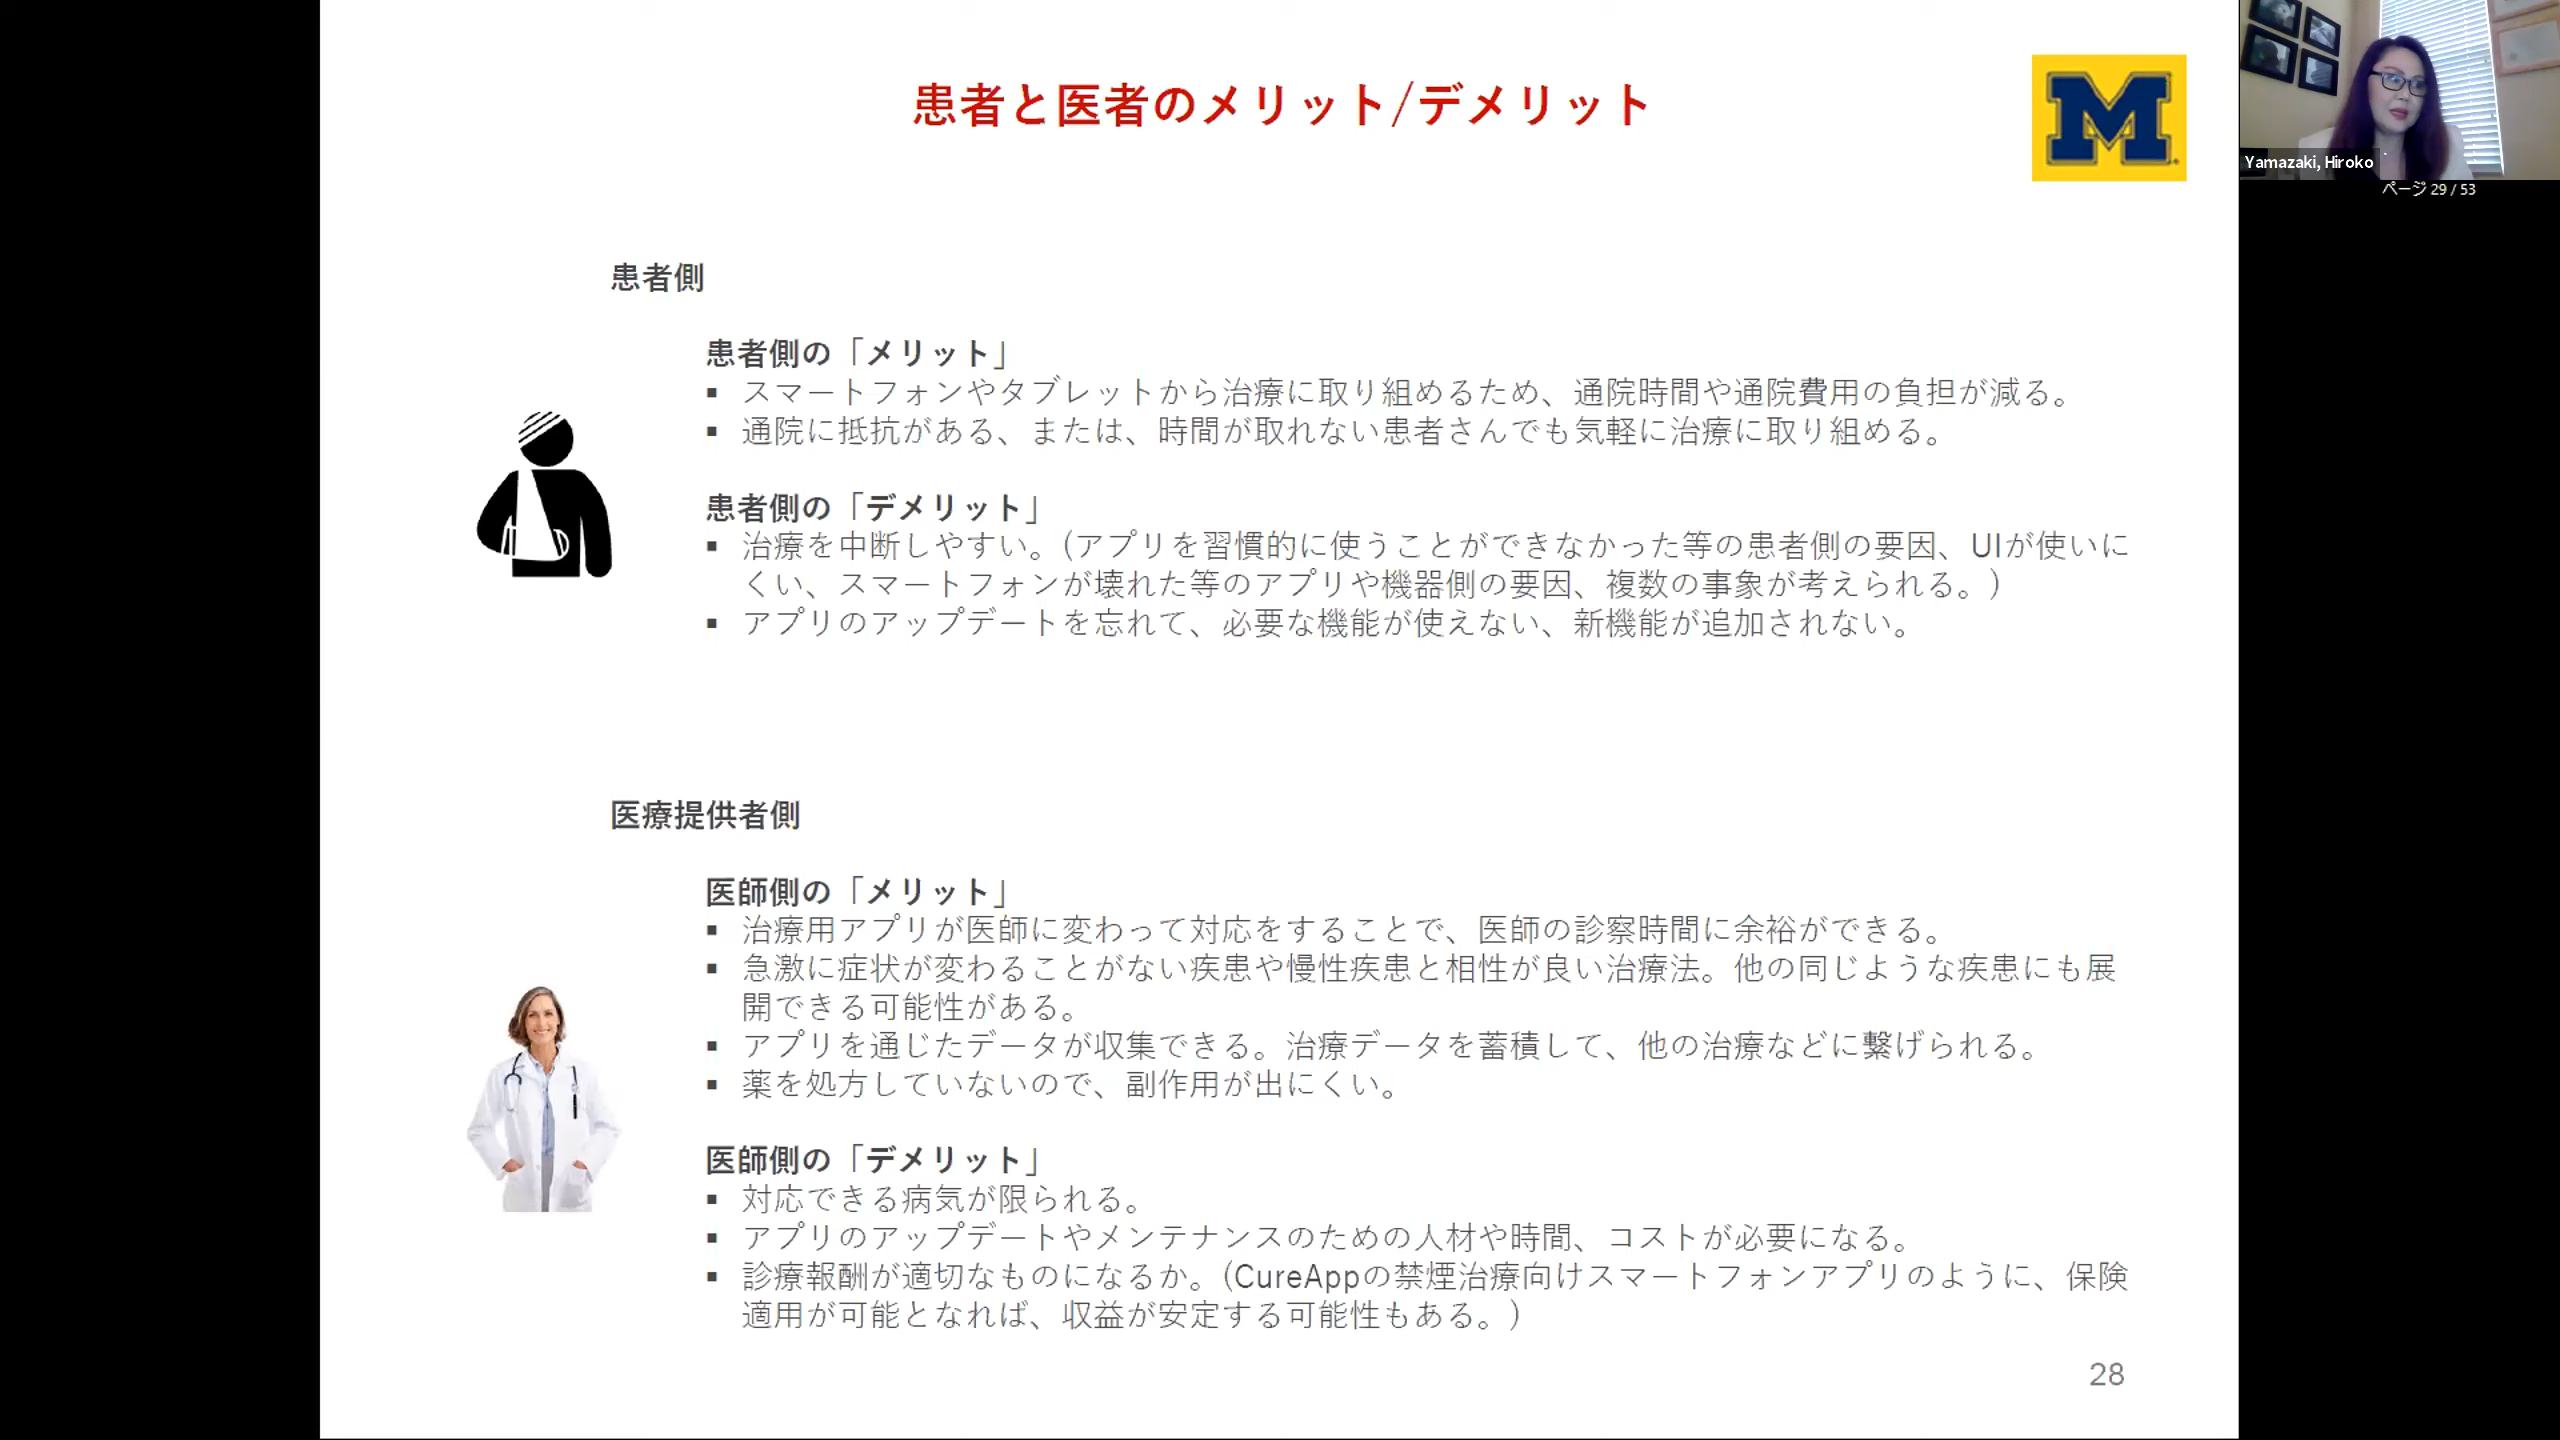 患者と医者のメリット/デメリット
M
Yamazaki, Hiroko
ページ 29 / 53
患者側
患者側の「メリット」
▪ スマートフォンやタブレットから治療に取り組めるため、通院時間や通院費用の負担が減る。
▪ 通院に抵抗がある、または、時間が取れない患者さんでも気軽に治療に取り組める。
患者側の「デメリット」
▪ 治療を中断しやすい。(アプリを習慣的に使うことができなかった等の患者側の要因、UIが使いに
くい、スマートフォンが壊れた等のアプリや機器側の要因、複数の事象が考えられる。)
▪ アプリのアップデートを忘れて、必要な機能が使えない、新機能が追加されない。
医療提供者側
医師側の「メリット」
▪ 治療用アプリが医師に変わって対応をすることで、医師の診察時間に余裕ができる。
▪ 急激に症状が変わることがない疾患や慢性疾患と相性が良い治療法。他の同じような疾患にも展
開できる可能性がある。
▪ アプリを通じたデータが収集できる。治療データを蓄積して、他の治療などに繋げられる。
▪ 薬を処方していないので、副作用が出にくい。
医師側の「デメリット」
▪ 対応できる病気が限られる。
▪ アプリのアップデートやメンテナンスのための人材や時間、コストが必要になる。
▪ 診療報酬が適切なものになるか。(CureAppの禁煙治療向けスマートフォンアプリのように、保険
適用が可能となれば、収益が安定する可能性もある。)
28